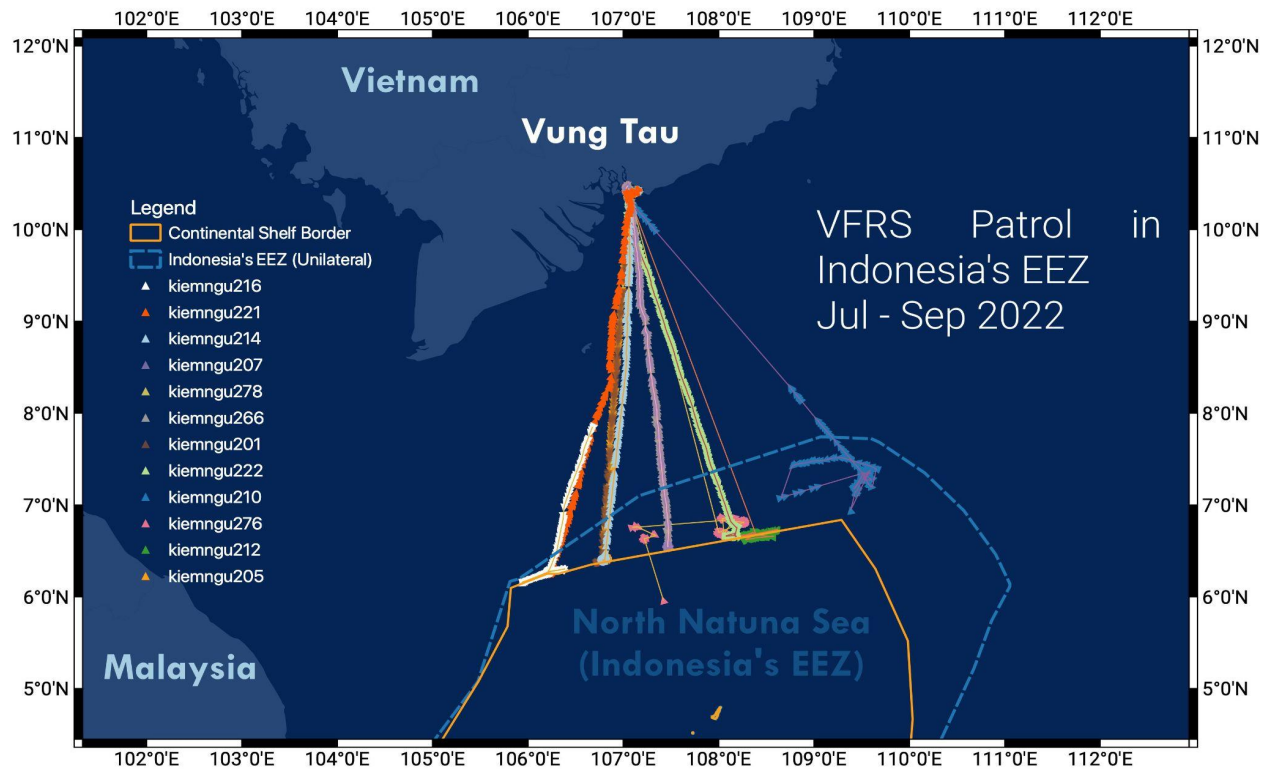 102°0'E 103°0'E 104°0'E 105°0'E 106°0'E 107°0'E 108°0'E 109°0'E 110°0'E 111°0'E 112°0'E
12°0'N 12°0'N
Vietnam
11°0'N Vung Tau 11°0'N
Legend
Continental Shelf Border
Indonesia's EEZ (Unilateral)
kiemngu216
kiemngu221
kiemngu214
kiemngu207
kiemngu278
kiemngu266
kiemngu201
kiemngu222
kiemngu210
kiemngu276
kiemngu212
kiemngu205
VFRS Patrol in
Indonesia's EEZ
Jul - Sep 2022
10°0'N 10°0'N
9°0'N 9°0'N
8°0'N 8°0'N
7°0'N 7°0'N
6°0'N 6°0'N
North Natuna Sea
(Indonesia's EEZ)
Malaysia
5°0'N 5°0'N
102°0'E 103°0'E 104°0'E 105°0'E 106°0'E 107°0'E 108°0'E 109°0'E 110°0'E 111°0'E 112°0'E